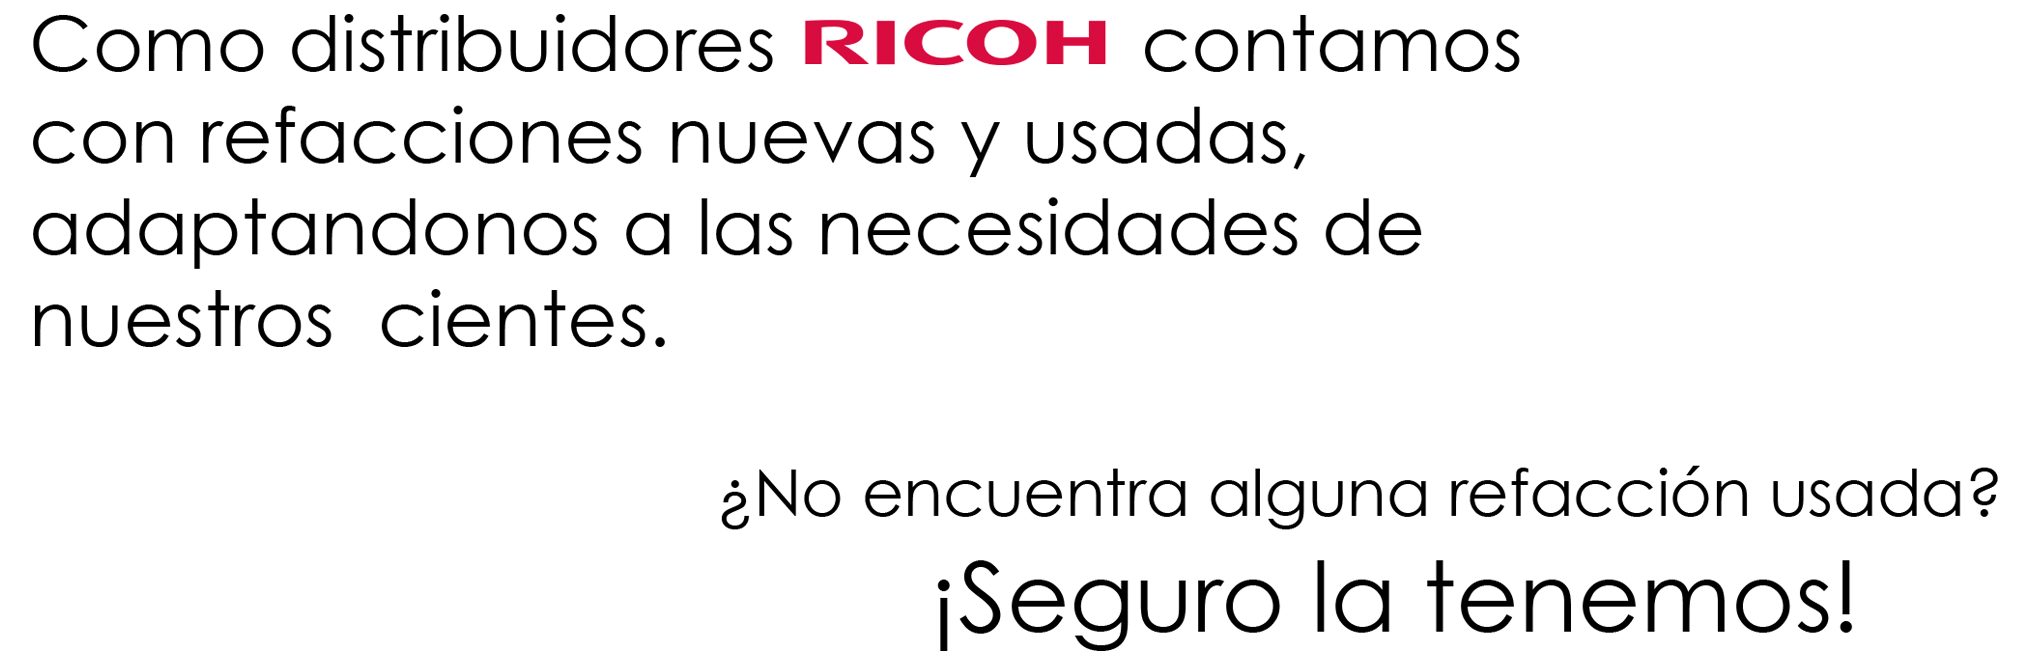 Como distribuidores RICOH contamos
con refacciones nuevas y usadas,
adaptandonos a las necesidades de
nuestros cientes.
¿No encuentra alguna refacción usada?
¡Seguro la tenemos!